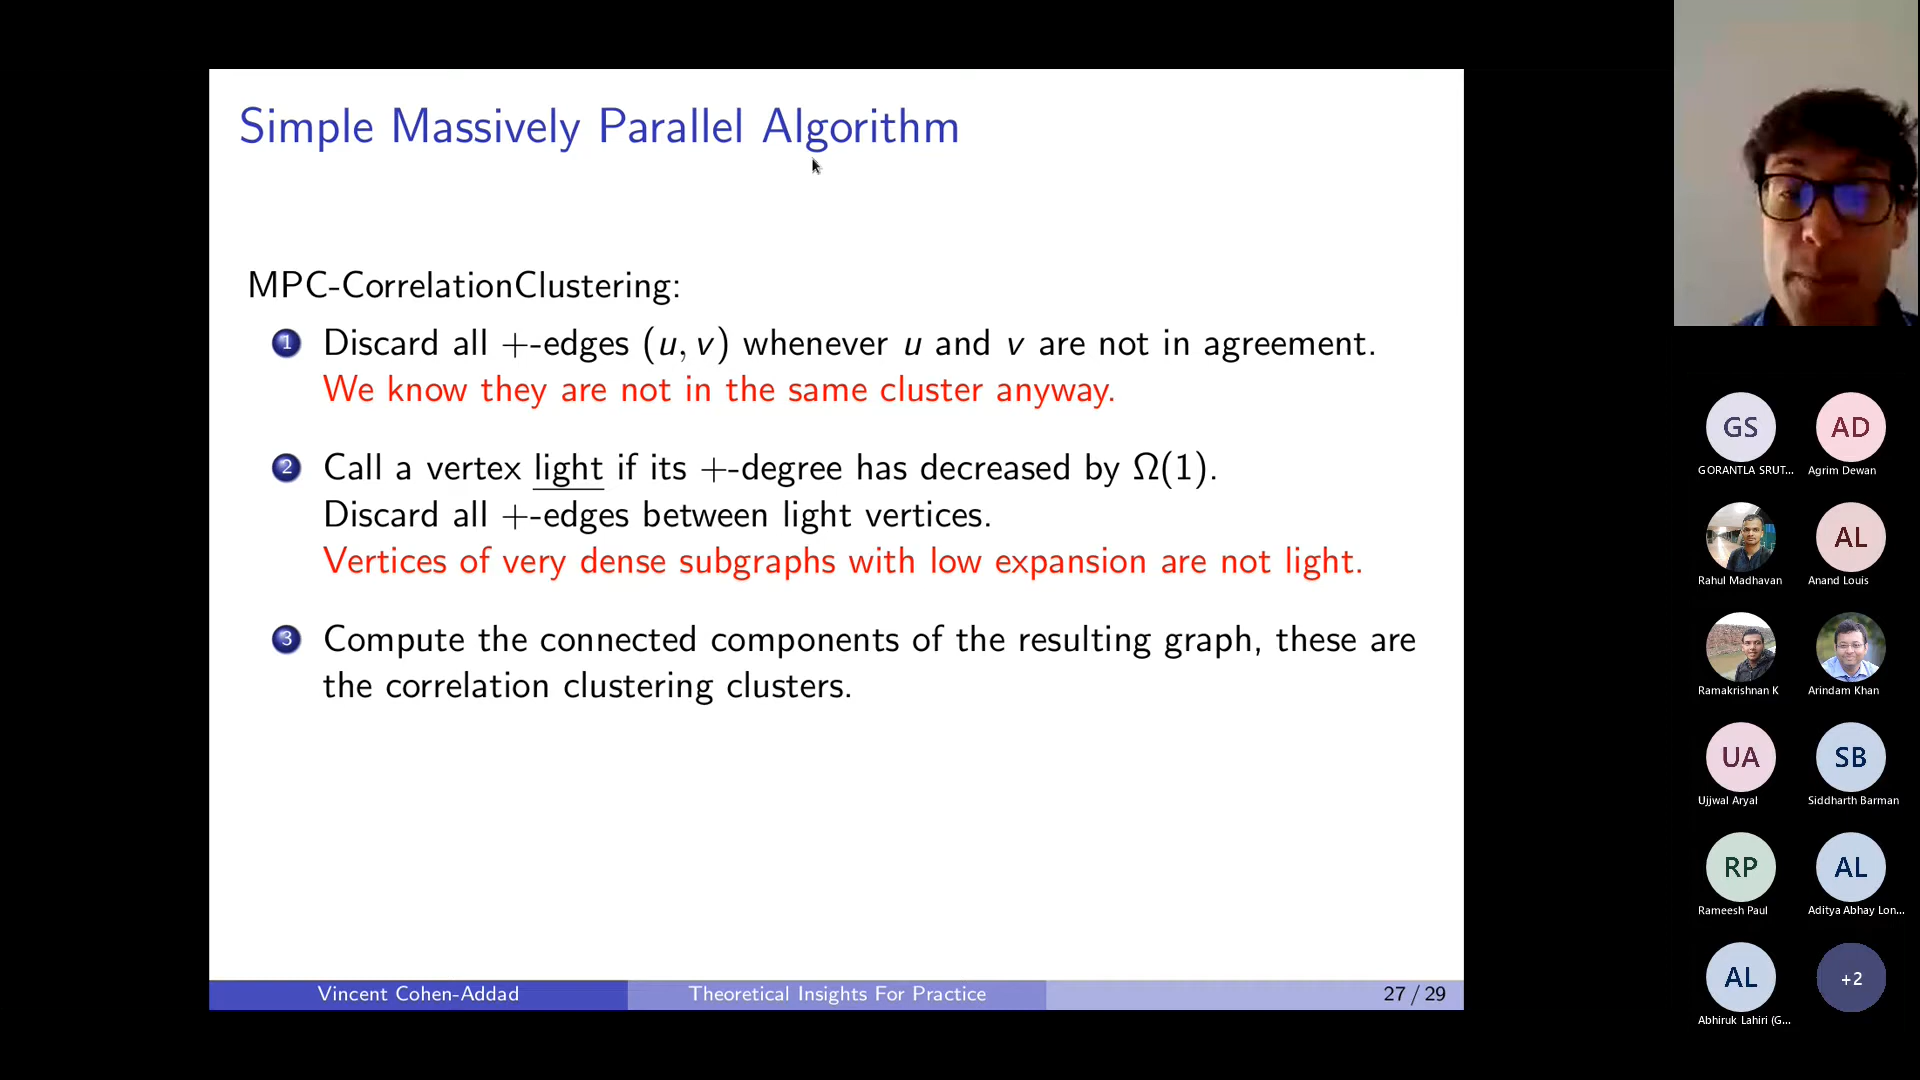 Simple Massively Parallel Algorithm
MPC-CorrelationClustering:
1 Discard all +-edges (u, v) whenever u and v are not in agreement.
We know they are not in the same cluster anyway.
2 Call a vertex light if its +-degree has decreased by Ω(1).
Discard all +-edges between light vertices.
Vertices of very dense subgraphs with low expansion are not light.
3 Compute the connected components of the resulting graph, these are
the correlation clustering clusters.
Vincent Cohen-Addad Theoretical Insights For Practice 27 / 29
GS AD
GORANTLA SRUT... Agrim Dewan
AL
Rahul Madhavan Anand Louis
Ramakrishnan K Arindam Khan
UA SB
Ujjwal Aryal Siddharth Barman
RP AL
Rameesh Paul Aditya Abhay Lon...
AL +2
Abhiruk Lahiri (G...